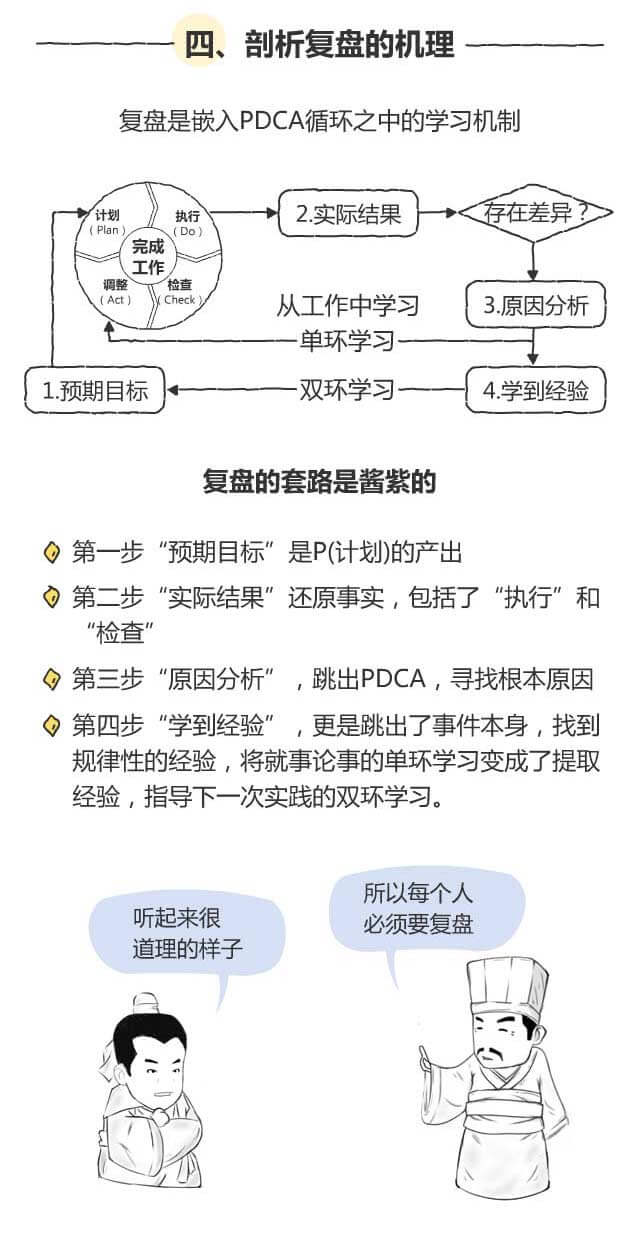 四、剖析复盘的机理
复盘是嵌入PDCA循环之中的学习机制
计划
（Plan）
执行
（Do）
完成
工作
调整
（Act）
检查
（Check）
2.实际结果
存在差异？
从工作中学习
3.原因分析
单环学习
1.预期目标
双环学习
4.学到经验
复盘的套路是酱紫的
第一步“预期目标”是P(计划)的产出
第二步“实际结果”还原事实，包括了“执行”和
“检查”
第三步“原因分析”，跳出PDCA，寻找根本原因
第四步“学到经验”，更是跳出了事件本身，找到
规律性的经验，将就事论事的单环学习变成了提取
经验，指导下一次实践的双环学习。
听起来很
道理的样子
所以每个人
必须要复盘